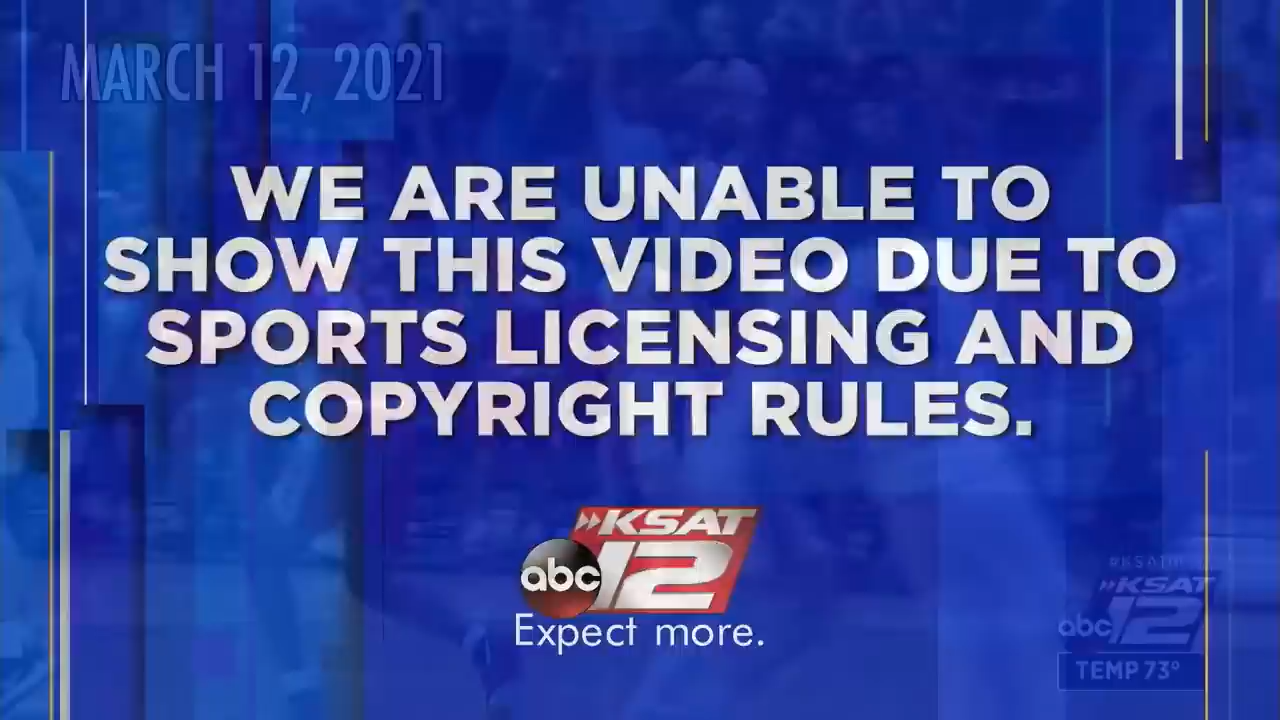 MARCH 12, 2021
WE ARE UNABLE TO
SHOW THIS VIDEO DUE TO
SPORTS LICENSING AND
COPYRIGHT RULES.
KSAT
abc 12
Expect more.
KSAT
abc 12
TEMP 73°